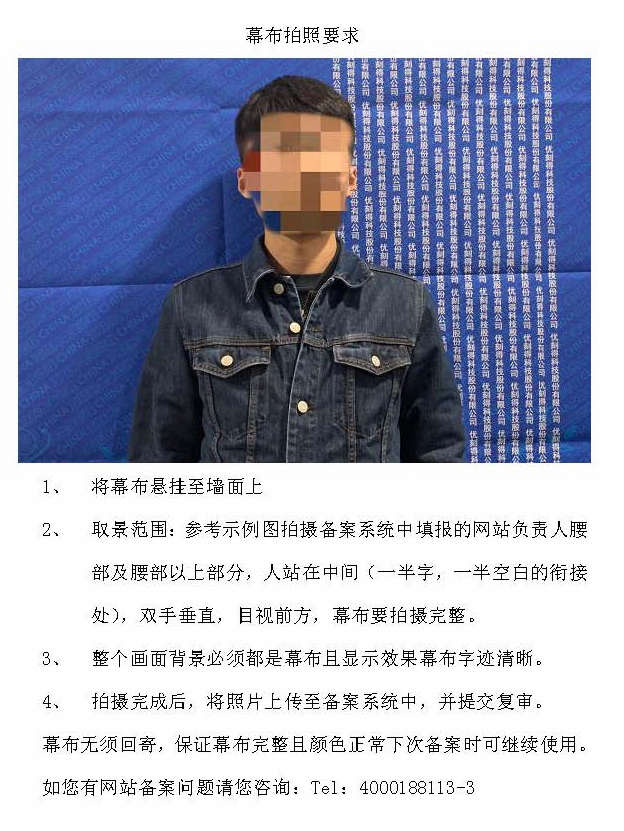 幕布拍照要求
优刻得科技股份有限公司
1、 将幕布悬挂至墙面上
2、 取景范围：参考示例图拍摄备案系统中填报的网站负责人腰
部及腰部以上部分，人站在中间（一半字，一半空白的衔接
处），双手垂直，目视前方，幕布要拍摄完整。
3、 整个画面背景必须都是幕布且显示效果幕布字迹清晰。
4、 拍摄完成后，将照片上传至备案系统中，并提交复审。
幕布无须回寄，保证幕布完整且颜色正常下次备案时可继续使用。
如您有网站备案问题请您咨询：Tel：4000188113-3